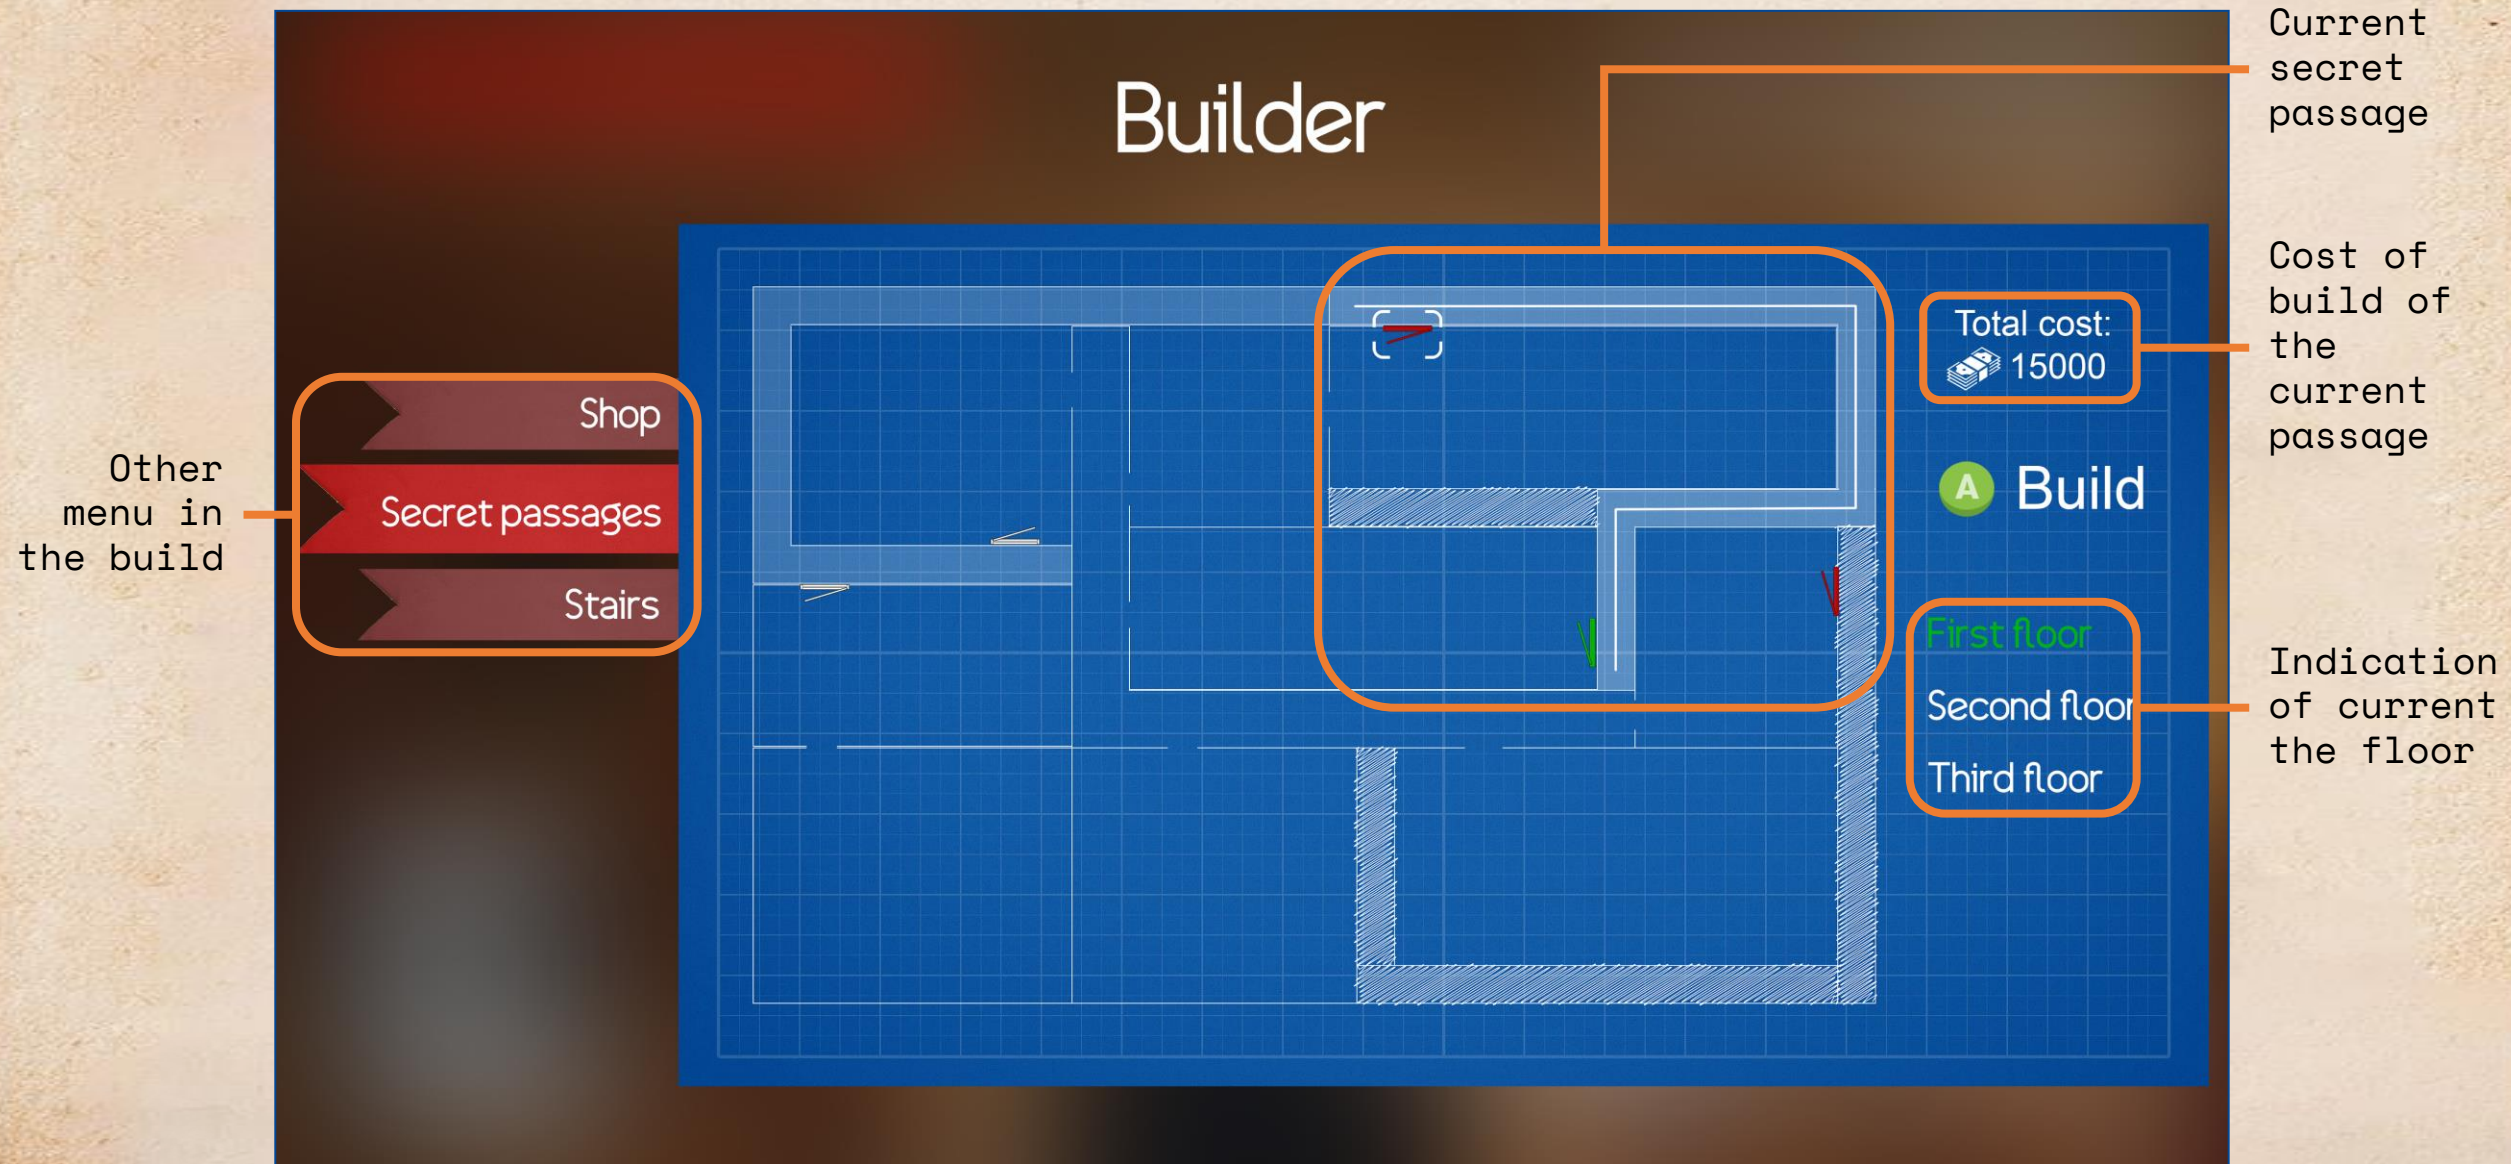 Current
secret
passage
Builder
Cost of
build of
the
current
passage
Total cost:
15000
Shop
Secret passages
Stairs
Other
menu in
the build
A Build
First floor
Second floor
Third floor
Indication
of current
the floor